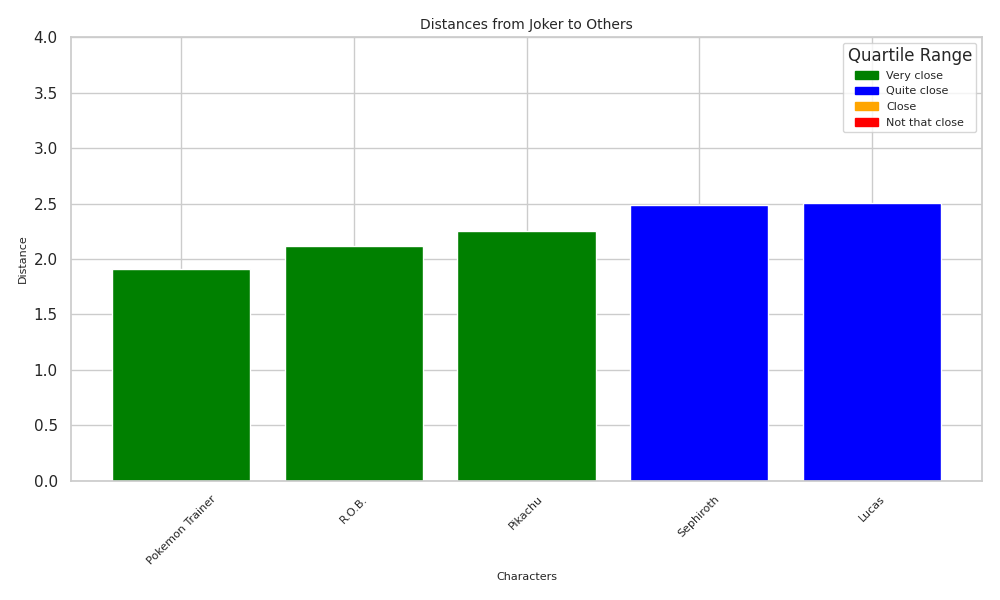 Distances from Joker to Others
4.0
3.5
3.0
2.5
2.0
1.5
1.0
0.5
0.0
Distance
Quartile Range
Very close
Quite close
Close
Not that close
Pokemon Trainer
R.O.B.
Pikachu
Sephiroth
Lucas
Characters